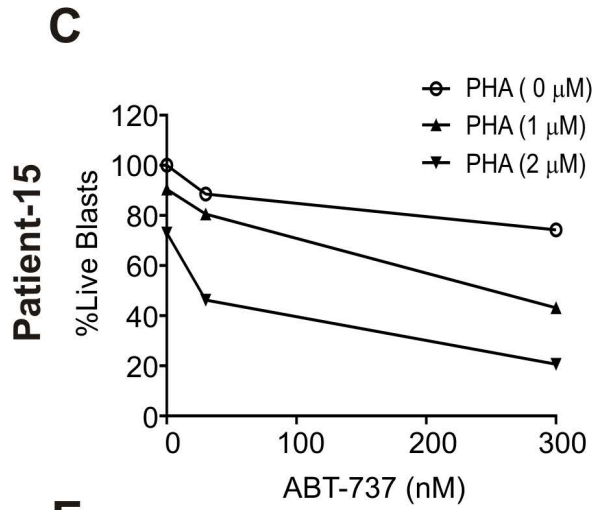 C
PHA ( 0 μM)
PHA (1 μM)
PHA (2 μM)
Patient-15
%Live Blasts
120
100
80
60
40
20
0
0 100 200 300
ABT-737 (nM)